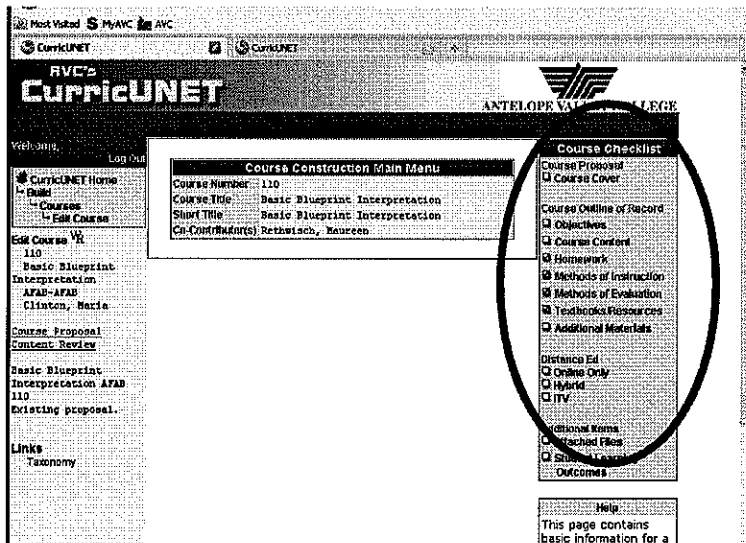 Most Visited S MyAVC AVC
CurricUNET CurricUNET
AVC's
CurricUNET
ANTELOPE VALLEY COLLEGE
Welcome,
Log Out
CurricUNET Home
Build
Courses
Edit Course
Edit Course
110
Basic Blueprint
Interpretation
AFAB-AFAB
Clinton, Maria
Course Proposal
Content Review
Basic Blueprint
Interpretation AFAB
110
Existing proposal.
Links
Taxonomy
Course Construction Main Menu
Course Number 110
Course Title Basic Blueprint Interpretation
Short Title Basic Blueprint Interpretation
Co-Contributor(s) Rethwisch, Maureen
Course Checklist
Course Proposal
Course Cover
Course Outline of Record
Objectives
Course Content
Homework
Methods of Instruction
Methods of Evaluation
Textbooks Resources
Additional Materials
Distance Ed
Online Only
Hybrid
ITV
Additional Items
Attached Files
Student Learning
Outcomes
Help
This page contains
basic information for a